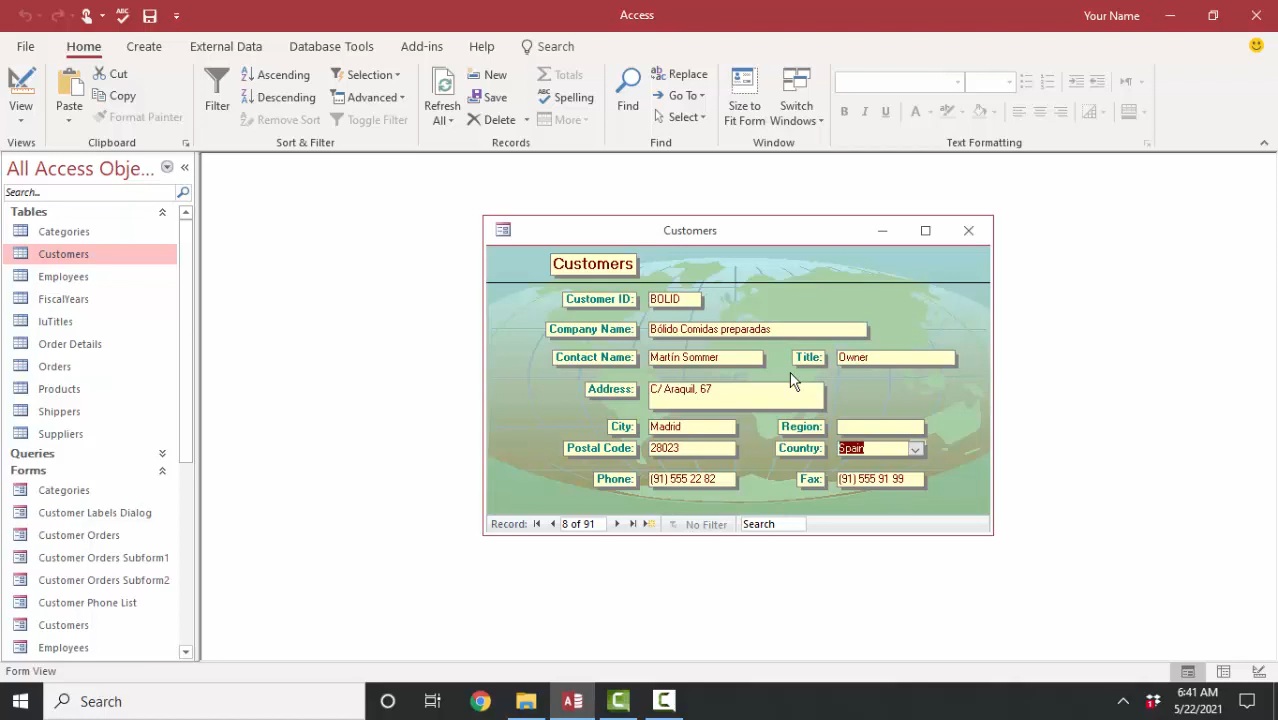 Access
Your Name
File Home Create External Data Database Tools Add-ins Help Search
View
Views
Paste
Cut
Copy
Format Painter
Clipboard
Filter
Ascending
Descending
Remove Sort
Selection
Advanced
Toggle Filter
Sort & Filter
Refresh
All
New
Save
Delete
Totals
Spelling
More
Records
Find
Replace
Go To
Select
Find
Size to
Fit Form
Switch
Windows
Window
B I U A
Text Formatting
All Access Obje...
Search...
Tables
Categories
Customers
Employees
FiscalYears
luTitles
Order Details
Orders
Products
Shippers
Suppliers
Queries
Forms
Categories
Customer Labels Dialog
Customer Orders
Customer Orders Subform1
Customer Orders Subform2
Customer Phone List
Customers
Employees
Customers
Customers
Customer ID: BOLID
Company Name: Bólido Comidas preparadas
Contact Name: Martín Sommer Title: Owner
Address: C/ Araquil, 67
City: Madrid Region:
Postal Code: 28023 Country: Spain
Phone: (91) 555 22 82 Fax: (91) 555 91 99
Record: 8 of 91 No Filter Search
Form View
Search
6:41 AM
5/22/2021